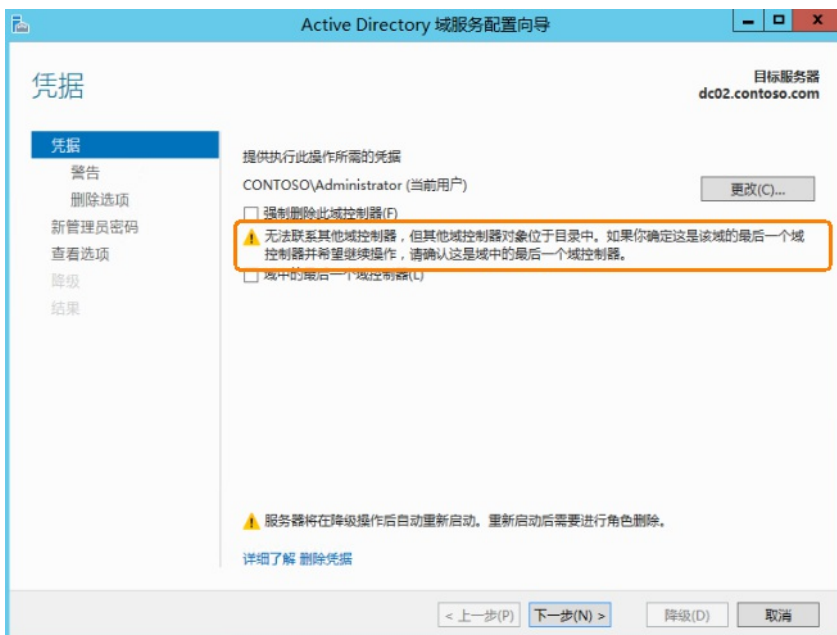 Active Directory 域服务配置向导
凭据
目标服务器
dc02.contoso.com
凭据
警告
删除选项
新管理员密码
查看选项
降级
结果
提供执行此操作所需的凭据
CONTOSO\Administrator (当前用户)
更改(C)...
强制删除此域控制器(F)
无法联系其他域控制器，但其他域控制器对象位于目录中。如果你确定这是该域的最后一个域
控制器并希望继续操作，请确认这是域中的最后一个域控制器。
域中的最后一个域控制器(L)
服务器将在降级操作后自动重新启动。重新启动后需要进行角色删除。
详细了解 删除凭据
< 上一步(P)
下一步(N) >
降级(D)
取消